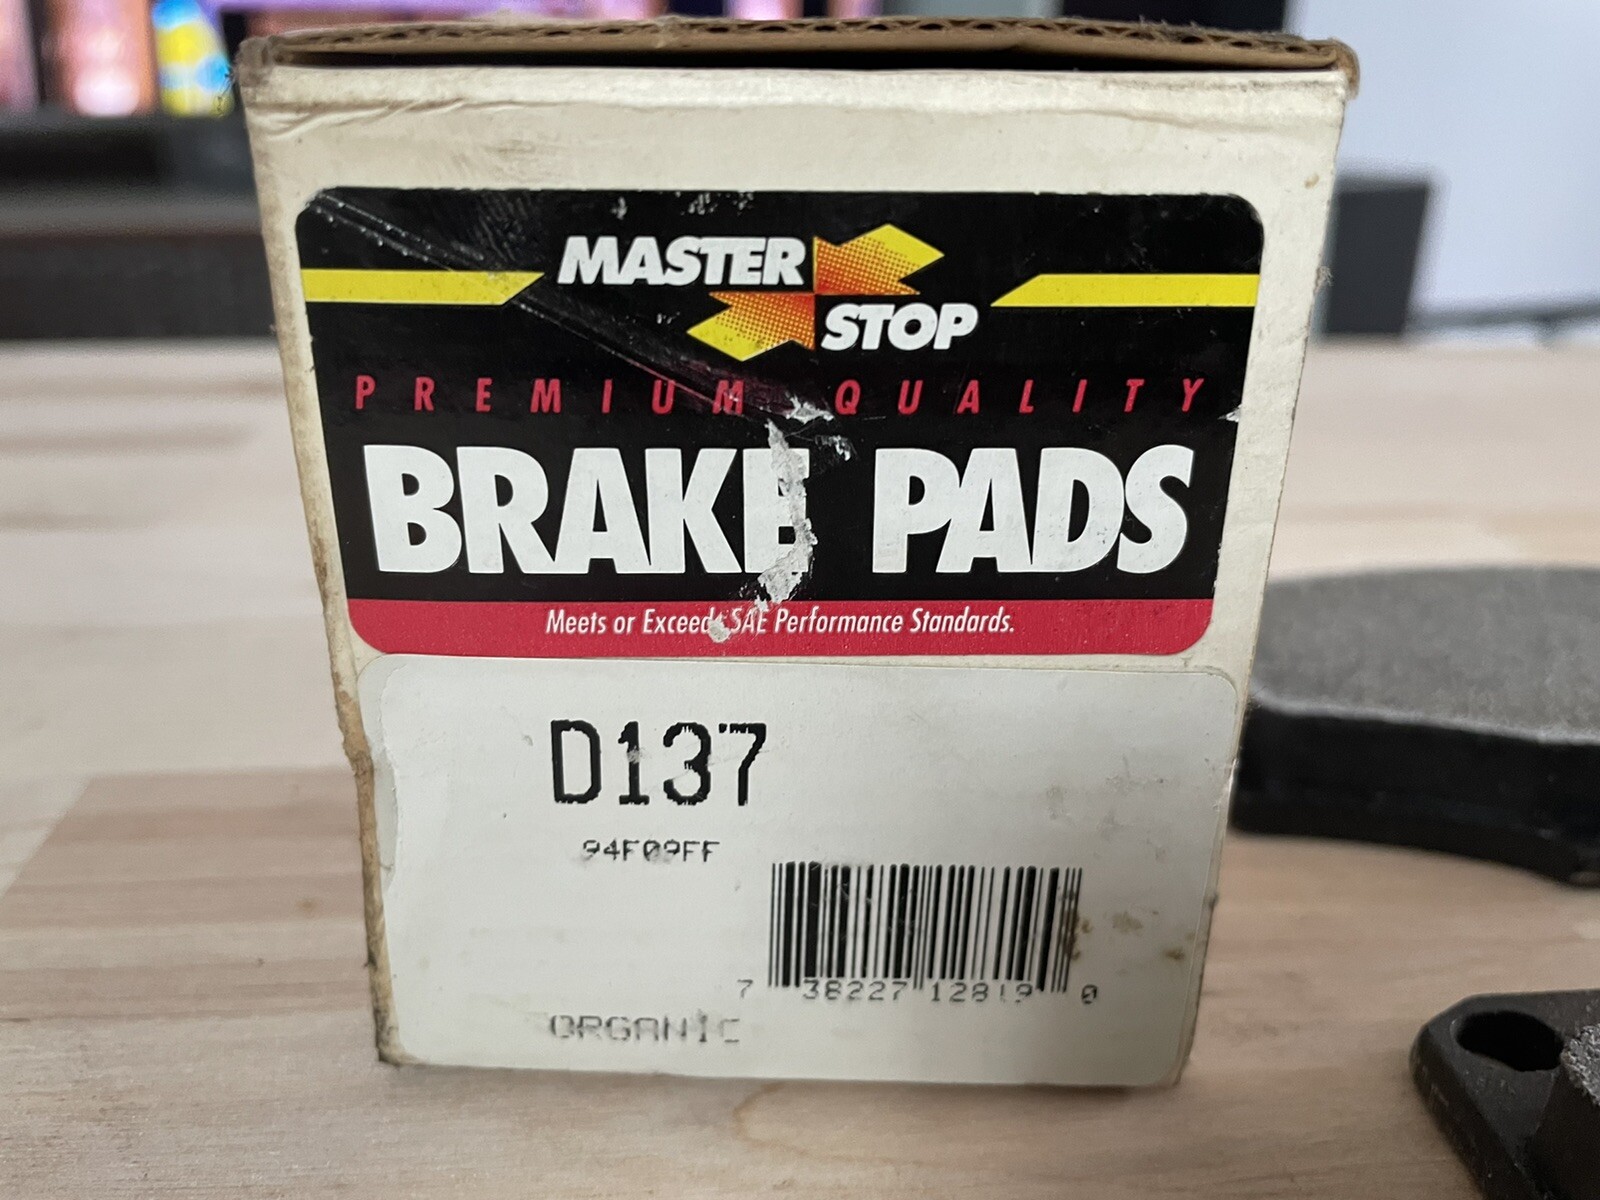 MASTER
STOP
PREMIUM QUALITY
BRAKE PADS
Meets or Exceeds SAE Performance Standards.
D137
94F09FF
7 38227 12819 0
ORGANIC